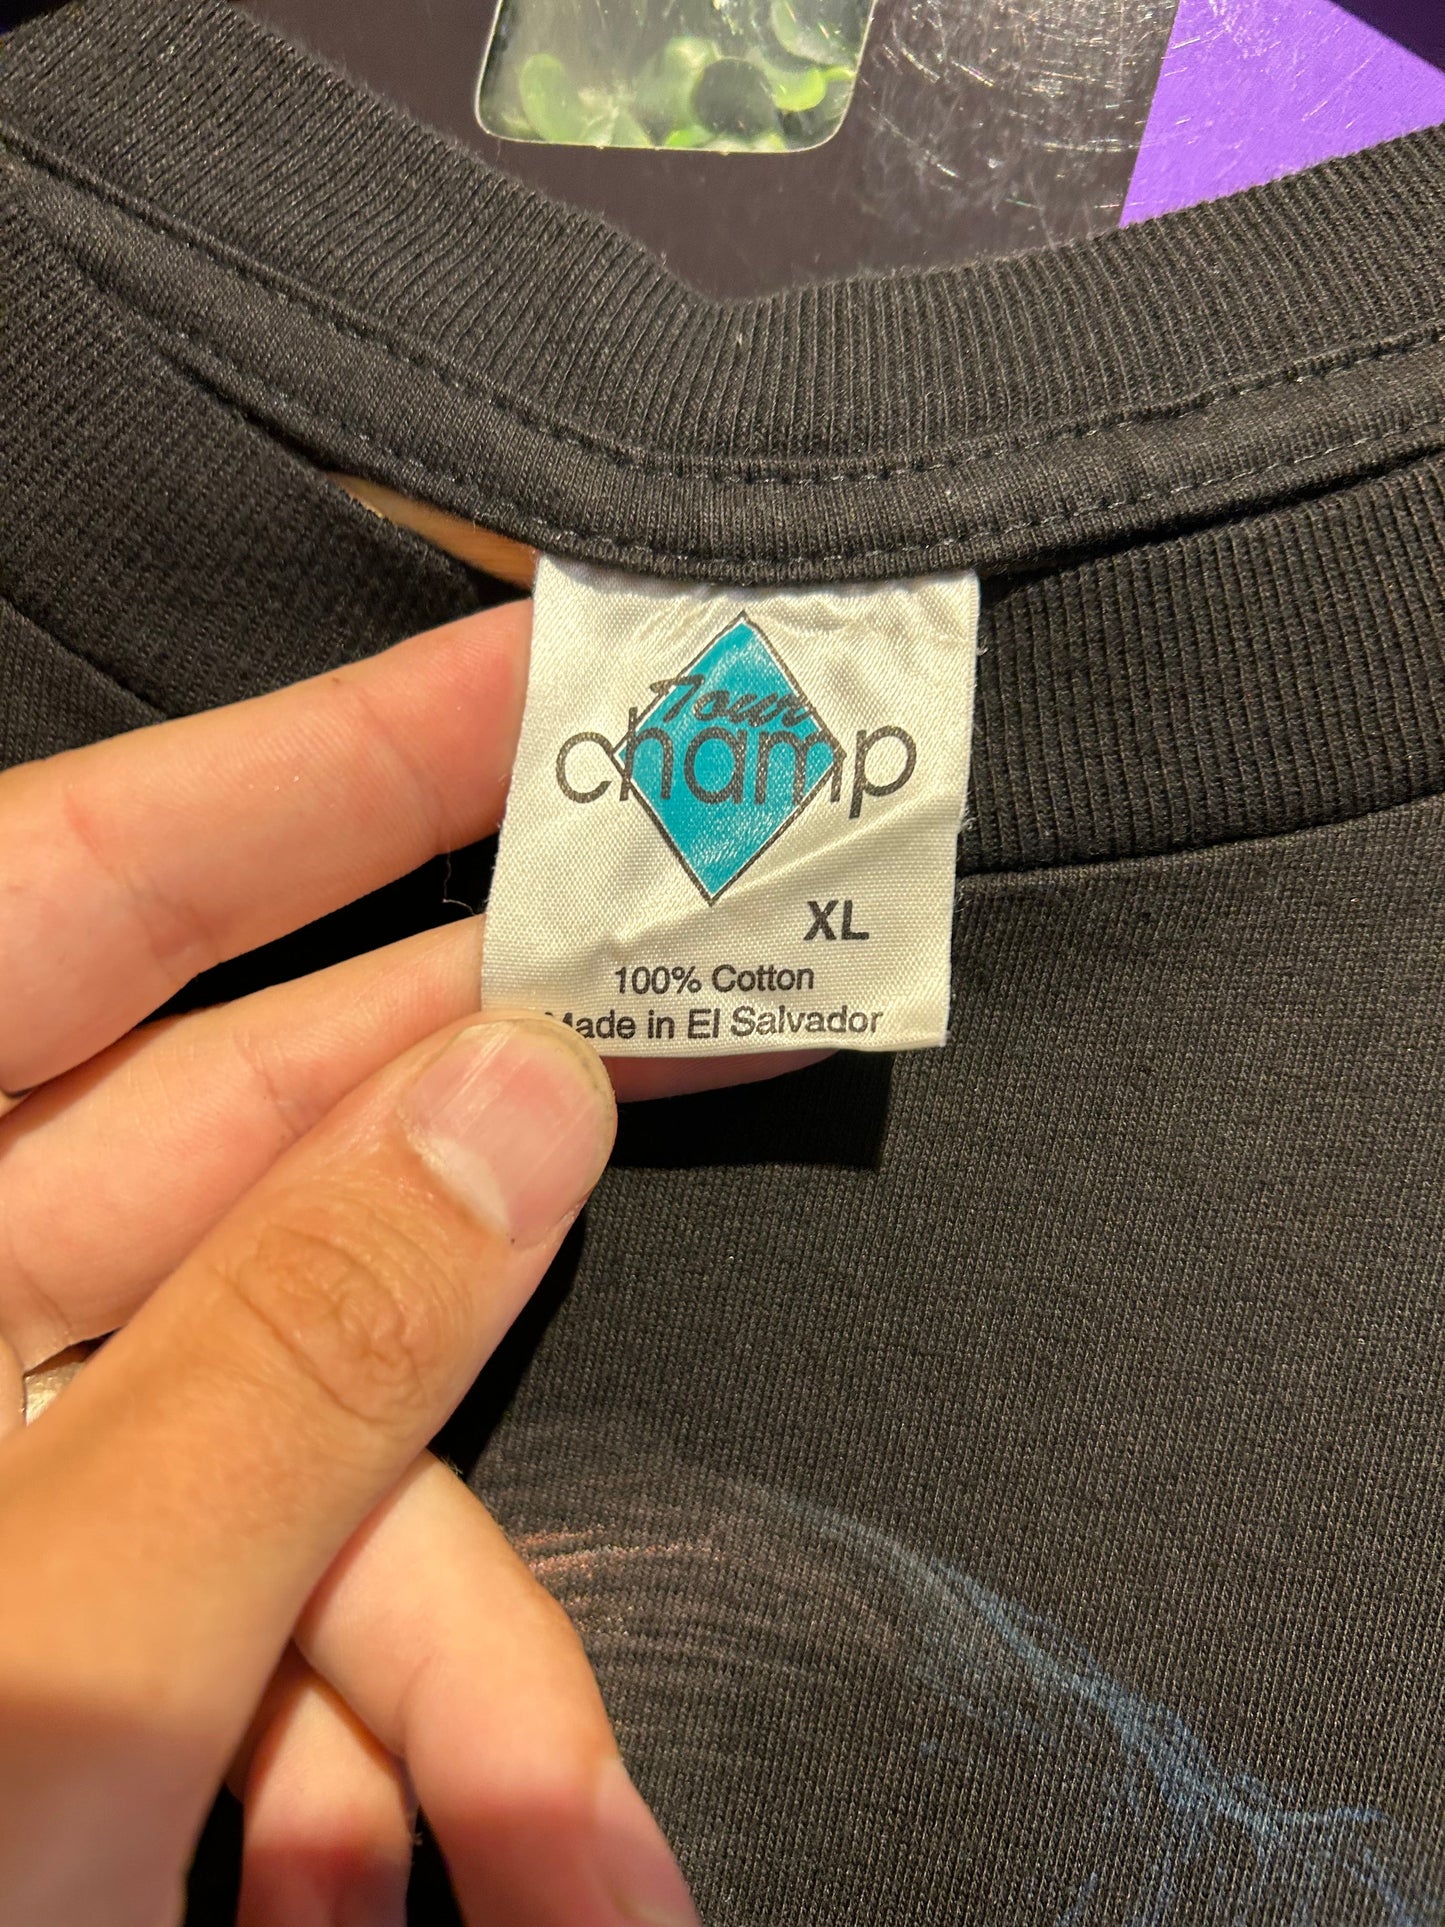 Tour
champ
XL
100% Cotton
Made in El Salvador